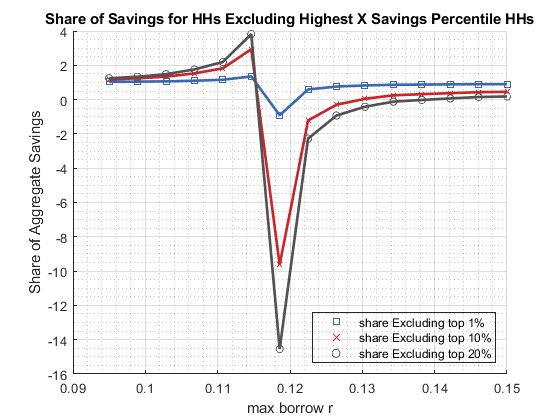 Share of Savings for HHs Excluding Highest X Savings Percentile HHs
4
2
0
-2
-4
-6
-8
-10
-12
-14
-16
Share of Aggregate Savings
share Excluding top 1%
share Excluding top 10%
share Excluding top 20%
0.09 0.1 0.11 0.12 0.13 0.14 0.15
max borrow r